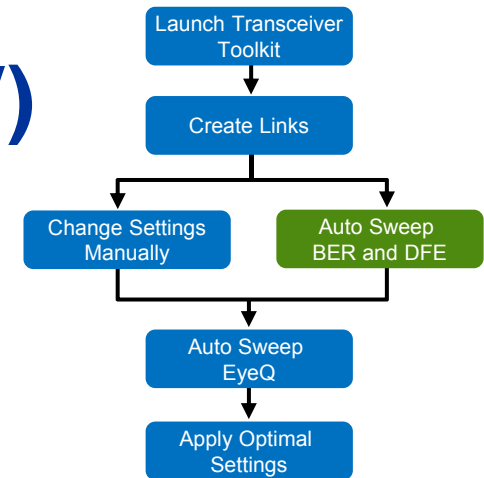 Launch Transceiver
Toolkit
)
Create Links
Change Settings
Manually
Auto Sweep
BER and DFE
Auto Sweep
EyeQ
Apply Optimal
Settings